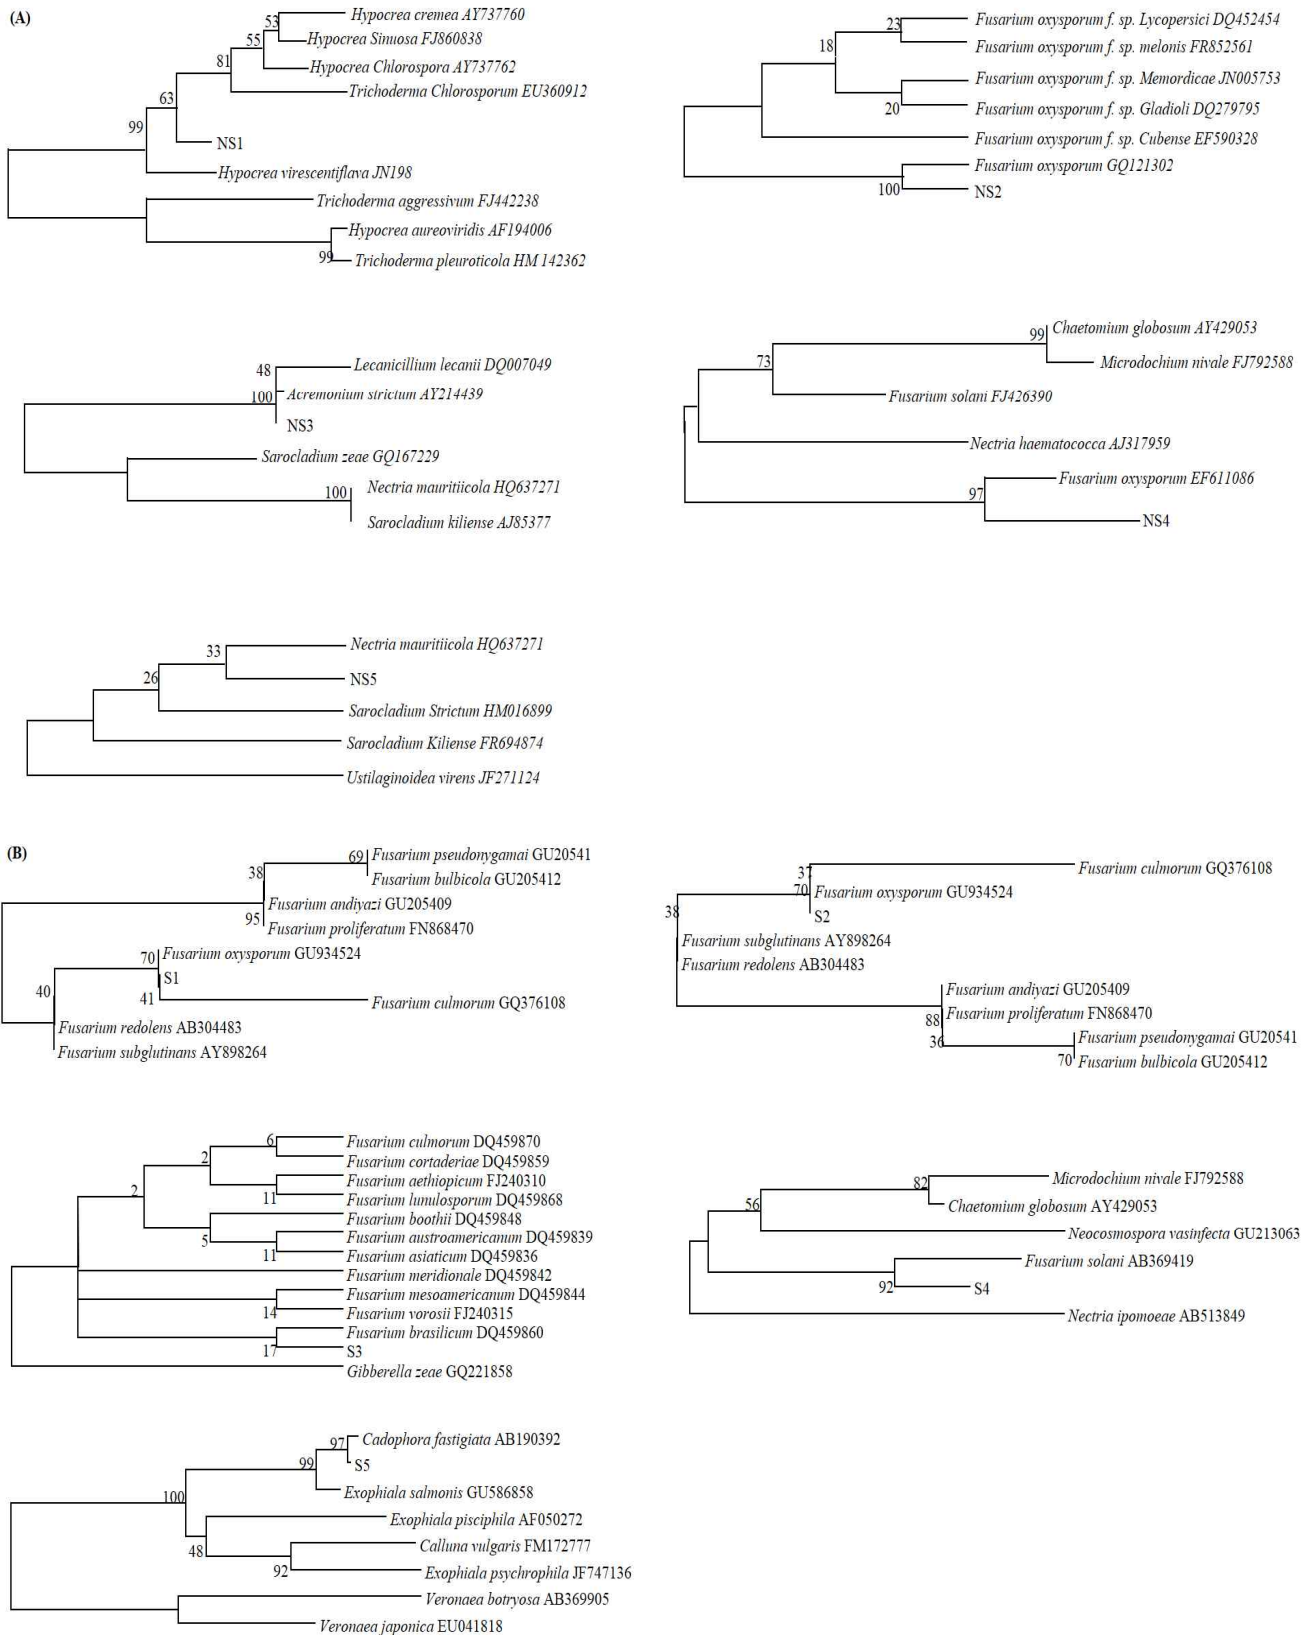 (A)
53
Hypocrea cremea AY737760
Hypocrea Sinuosa FJ860838
55
Hypocrea Chlorospora AY737762
81
Trichoderma Chlorosporum EU360912
63
99
NS1
Hypocrea virescentiflava JN198
Trichoderma aggressivum FJ442238
Hypocrea aureoviridis AF194006
99
Trichoderma pleuroticola HM 142362
23
Fusarium oxysporum f. sp. Lycopersici DQ452454
18
Fusarium oxysporum f. sp. melonis FR852561
Fusarium oxysporum f. sp. Memordicae JN005753
20
Fusarium oxysporum f. sp. Gladioli DQ279795
Fusarium oxysporum f. sp. Cubense EF590328
Fusarium oxysporum GQ121302
100
NS2
48
Lecanicillium lecanii DQ007049
100
Acremonium strictum AY214439
NS3
Sarocladium zeae GQ167229
100
Nectria mauritiicola HQ637271
Sarocladium kiliense AJ85377
99
Chaetomium globosum AY429053
73
Microdochium nivale FJ792588
Fusarium solani FJ426390
Nectria haematococca AJ317959
97
Fusarium oxysporum EF611086
NS4
33
Nectria mauritiicola HQ637271
26
NS5
Sarocladium Strictum HM016899
Sarocladium Kiliense FR694874
Ustilaginoidea virens JF271124
(B)
69
Fusarium pseudonygamai GU20541
38
Fusarium bulbicola GU205412
Fusarium andiyazi GU205409
95
Fusarium proliferatum FN868470
70
Fusarium oxysporum GU934524
S1
40
41
Fusarium culmorum GQ376108
Fusarium redolens AB304483
Fusarium subglutinans AY898264
37
Fusarium culmorum GQ376108
70
Fusarium oxysporum GU934524
38
S2
Fusarium subglutinans AY898264
Fusarium redolens AB304483
Fusarium andiyazi GU205409
88
Fusarium proliferatum FN868470
36
Fusarium pseudonygamai GU20541
70
Fusarium bulbicola GU205412
6
Fusarium culmorum DQ459870
2
Fusarium cortaderiae DQ459859
Fusarium aethiopicum FJ240310
2
11
Fusarium lunulosporum DQ459868
Fusarium boothii DQ459848
5
Fusarium austroamericanum DQ459839
11
Fusarium asiaticum DQ459836
Fusarium meridionale DQ459842
Fusarium mesoamericanum DQ459844
14
Fusarium vorosii FJ240315
Fusarium brasilicum DQ459860
17
S3
Gibberella zeae GQ221858
82
Microdochium nivale FJ792588
56
Chaetomium globosum AY429053
Neocosmospora vasinfecta GU213063
Fusarium solani AB369419
92
S4
Nectria ipomoeae AB513849
97
Cadophora fastigiata AB190392
99
S5
100
Exophiala salmonis GU586858
Exophiala pisciphila AF050272
48
Calluna vulgaris FM172777
92
Exophiala psychrophila JF747136
Veronaea botryosa AB369905
Veronaea japonica EU041818